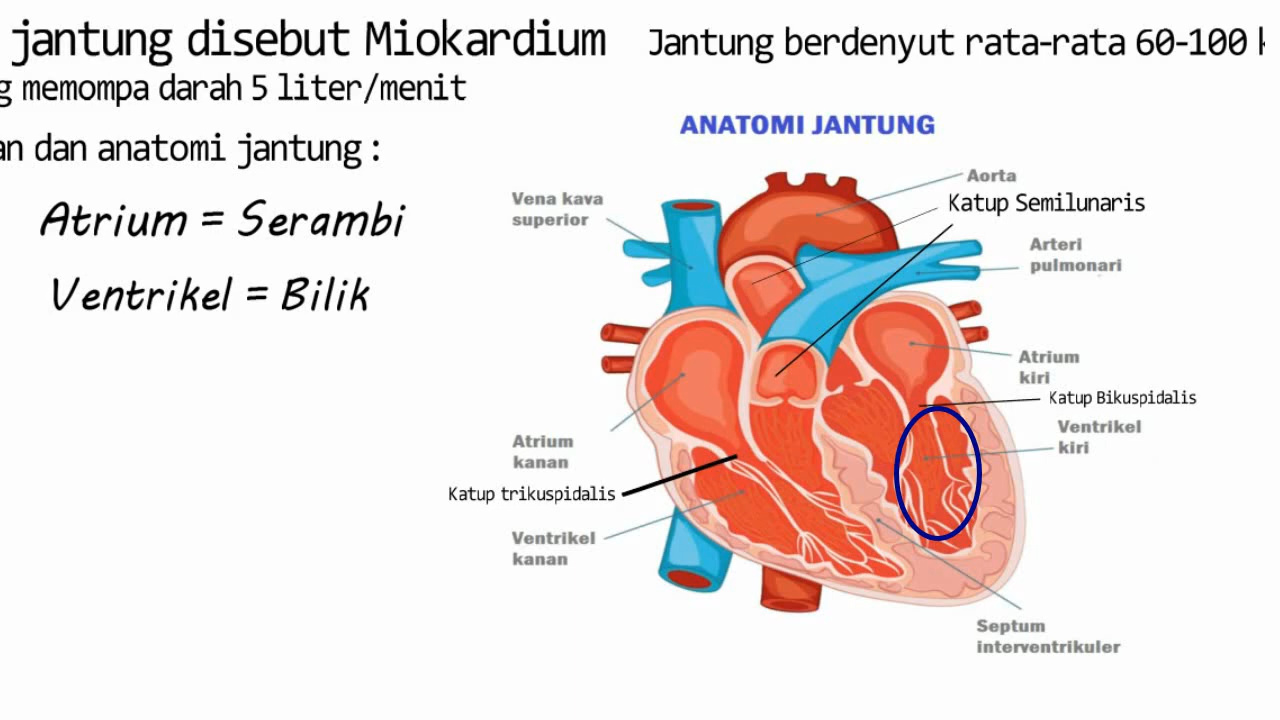 jantung disebut Miokardium
Jantung berdenyut rata-rata 60-100
memompa darah 5 liter/menit
dan anatomi jantung :
Atrium = Serambi
Ventrikel = Bilik
ANATOMI JANTUNG
Vena kava
superior
Aorta
Katup Semilunaris
Arteri
pulmonari
Atrium
kiri
Katup Bikuspidalis
Ventrikel
kiri
Atrium
kanan
Katup trikuspidalis
Ventrikel
kanan
Septum
interventrikuler